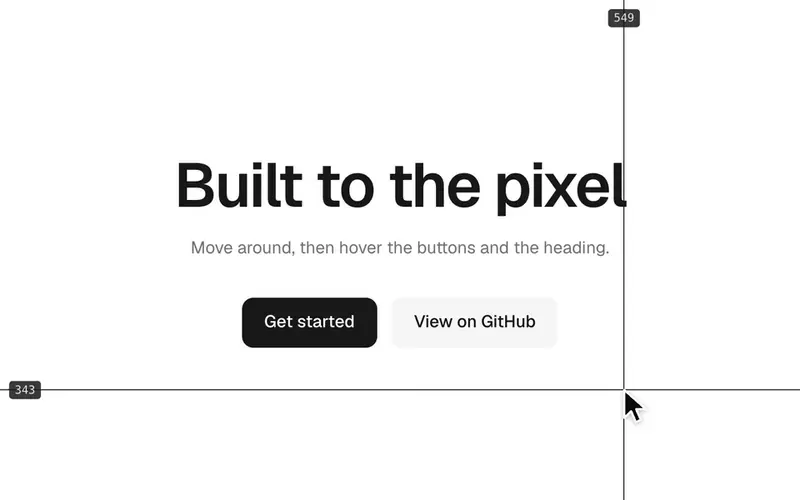 549
Built to the pixel
Move around, then hover the buttons and the heading.
Get started
View on GitHub
343